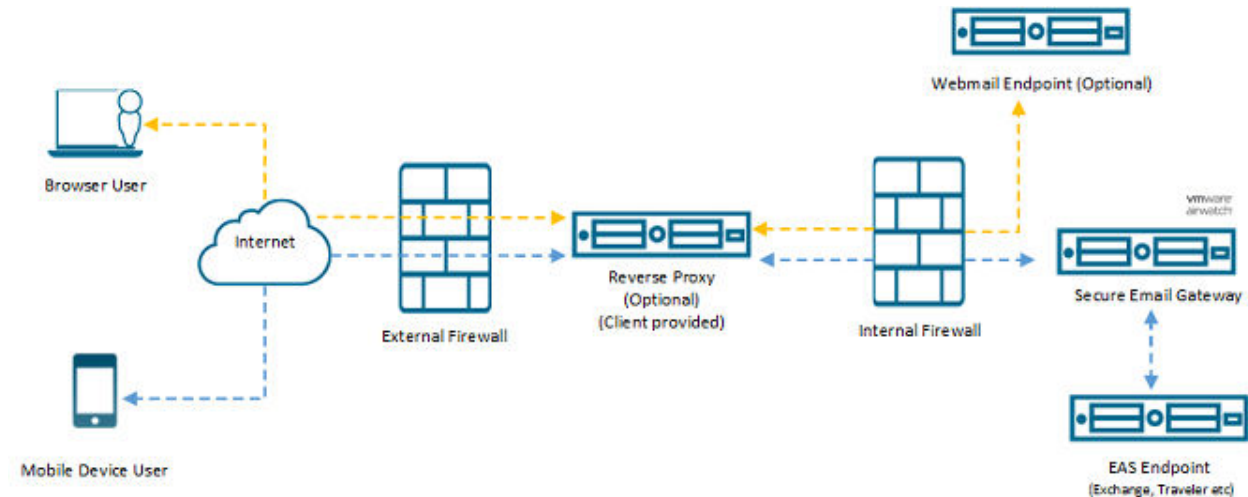 Webmail Endpoint (Optional)
Browser User
vmware
airwatch
Internet
Reverse Proxy
(Optional)
(Client provided)
Secure Email Gateway
External Firewall
Internal Firewall
Mobile Device User
EAS Endpoint
(Exchange, Traveler etc)